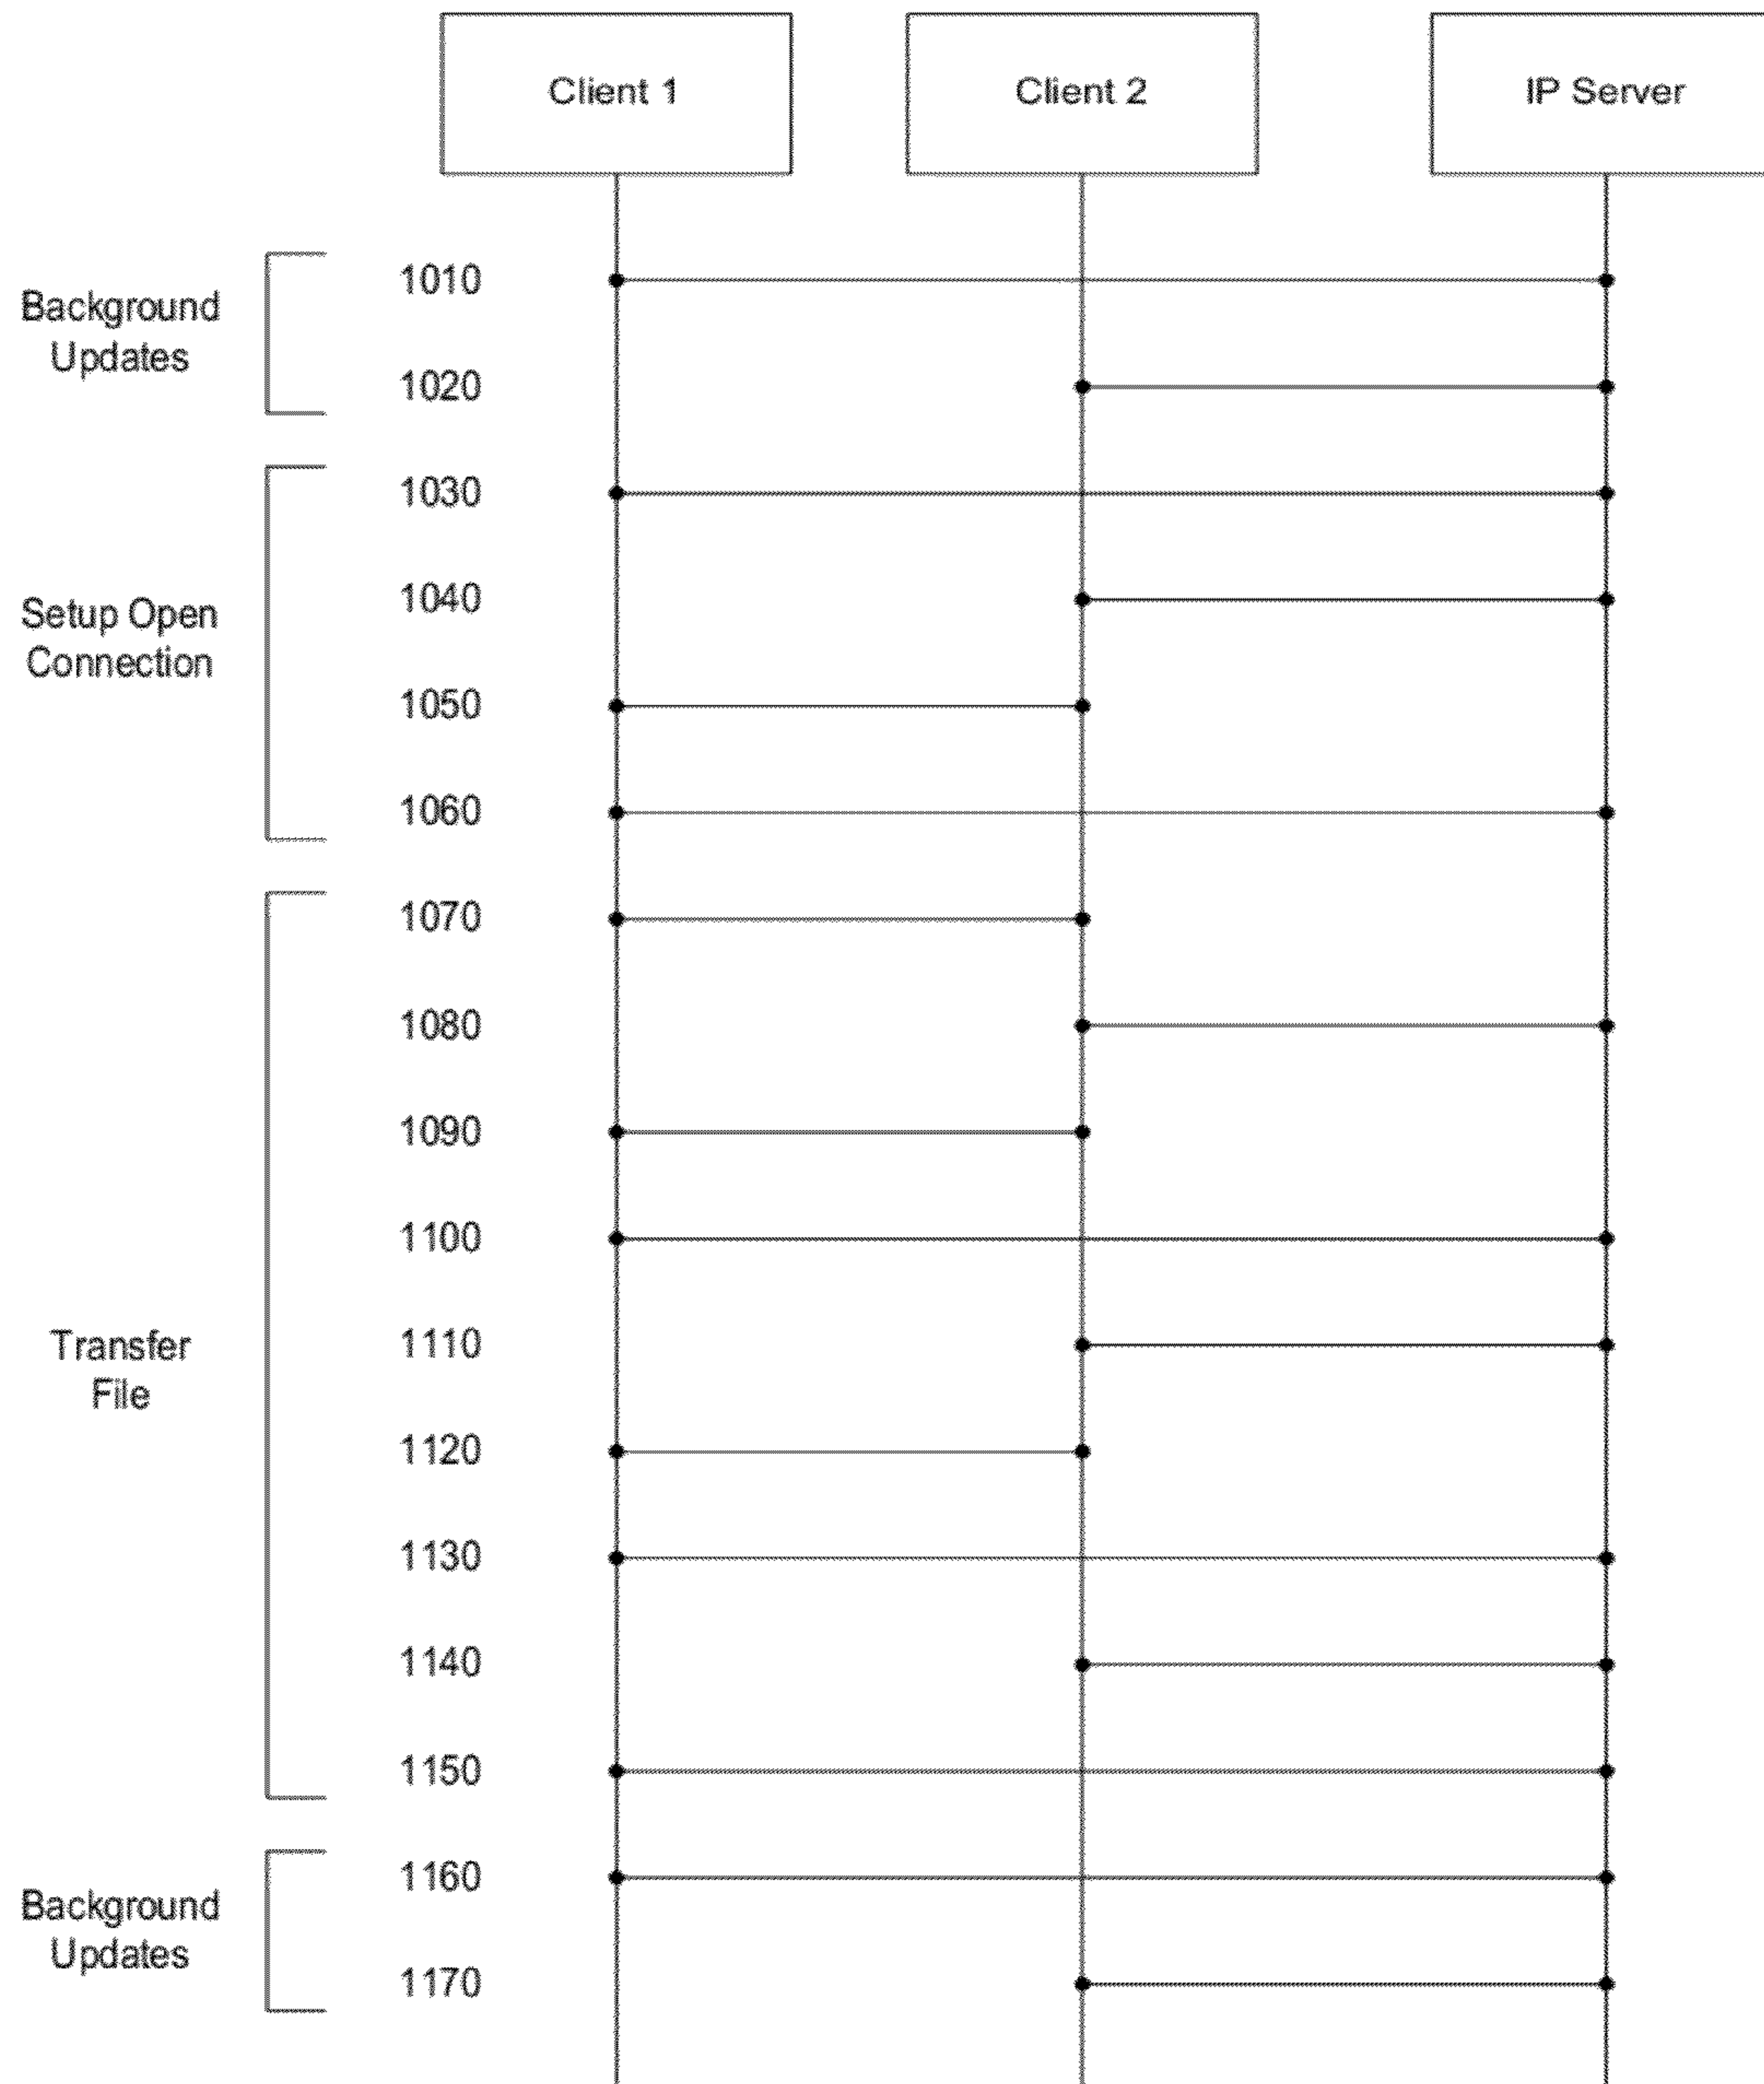 Client 1
Client 2
IP Server
Background
Updates
1010
1020
Setup Open
Connection
1030
1040
1050
1060
Transfer
File
1070
1080
1090
1100
1110
1120
1130
1140
1150
Background
Updates
1160
1170